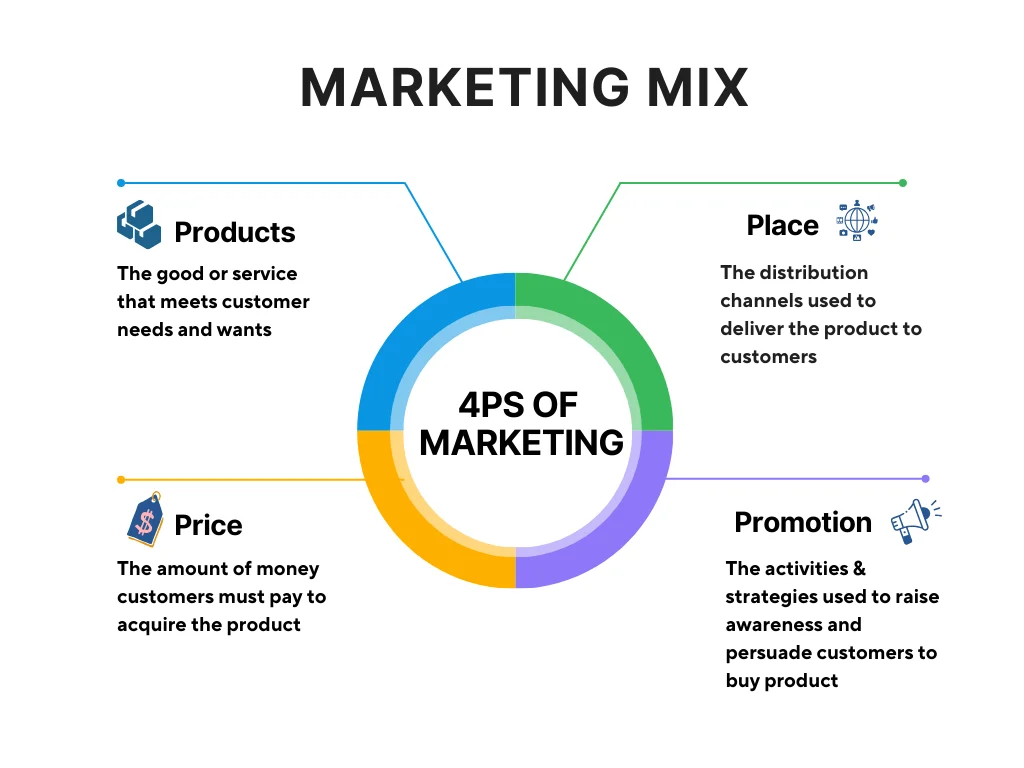 MARKETING MIX
Products
The good or service
that meets customer
needs and wants
Place
The distribution
channels used to
deliver the product to
customers
4PS OF
MARKETING
Price
The amount of money
customers must pay to
acquire the product
Promotion
The activities &
strategies used to raise
awareness and
persuade customers to
buy product